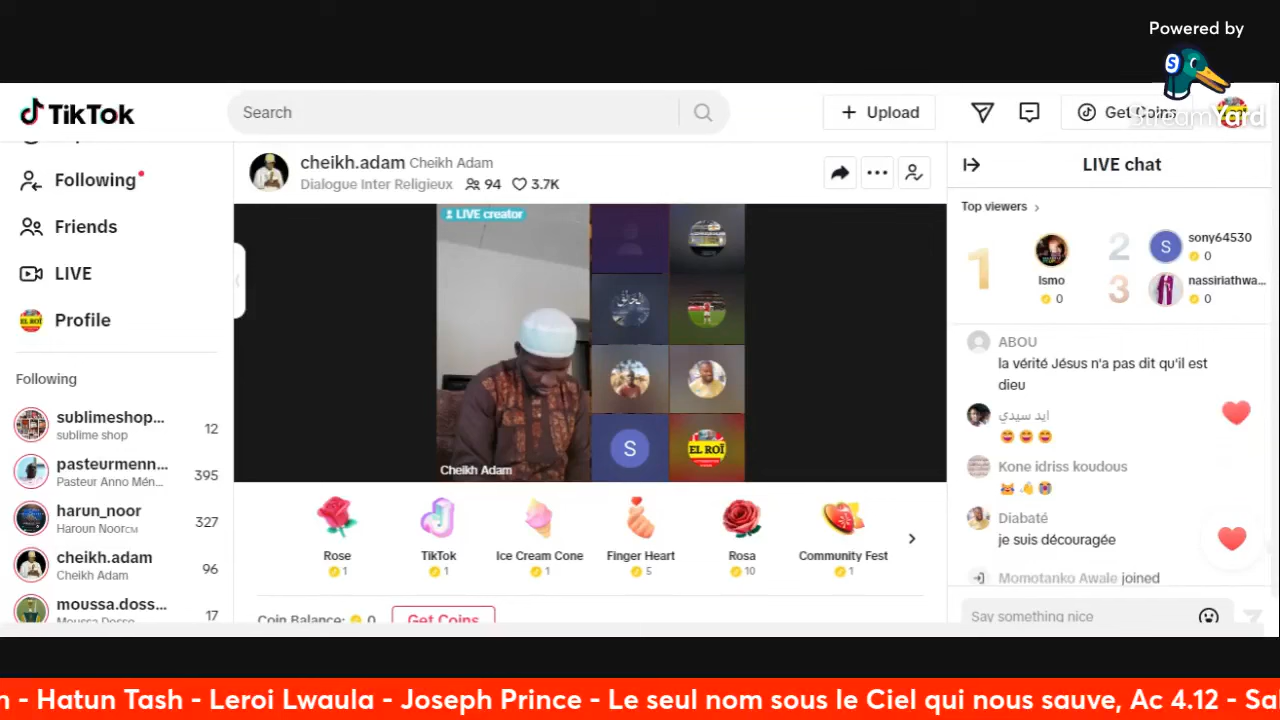 Powered by
StreamYard
TikTok
Search
Upload
Get Coins
Following
Friends
LIVE
Profile
Following
sublimeshop...
sublime shop
12
pasteurmenn...
Pasteur Anno Mén...
395
harun_noor
Haroun Noor™
327
cheikh.adam
Cheikh Adam
96
moussa.doss...
Moussa Dosso
17
cheikh.adam Cheikh Adam
Dialogue Inter Religieux 94 3.7K
LIVE creator
الخالق
S
EL ROÏ
Cheikh Adam
Rose
1
TikTok
1
Ice Cream Cone
1
Finger Heart
5
Rosa
10
Community Fest
1
Coin Balance: 0 Get Coins
LIVE chat
Top viewers
1
Ismo
0
2
S
sony64530
0
3
nassiriathwa...
0
ABOU
la vérité Jésus n'a pas dit qu'il est
dieu
ايد سيدي
Kone idriss koudous
Diabaté
je suis découragée
Momotanko Awale joined
Say something nice
- Hatun Tash - Leroi Lwaula - Joseph Prince - Le seul nom sous le Ciel qui nous sauve, Ac 4.12 -